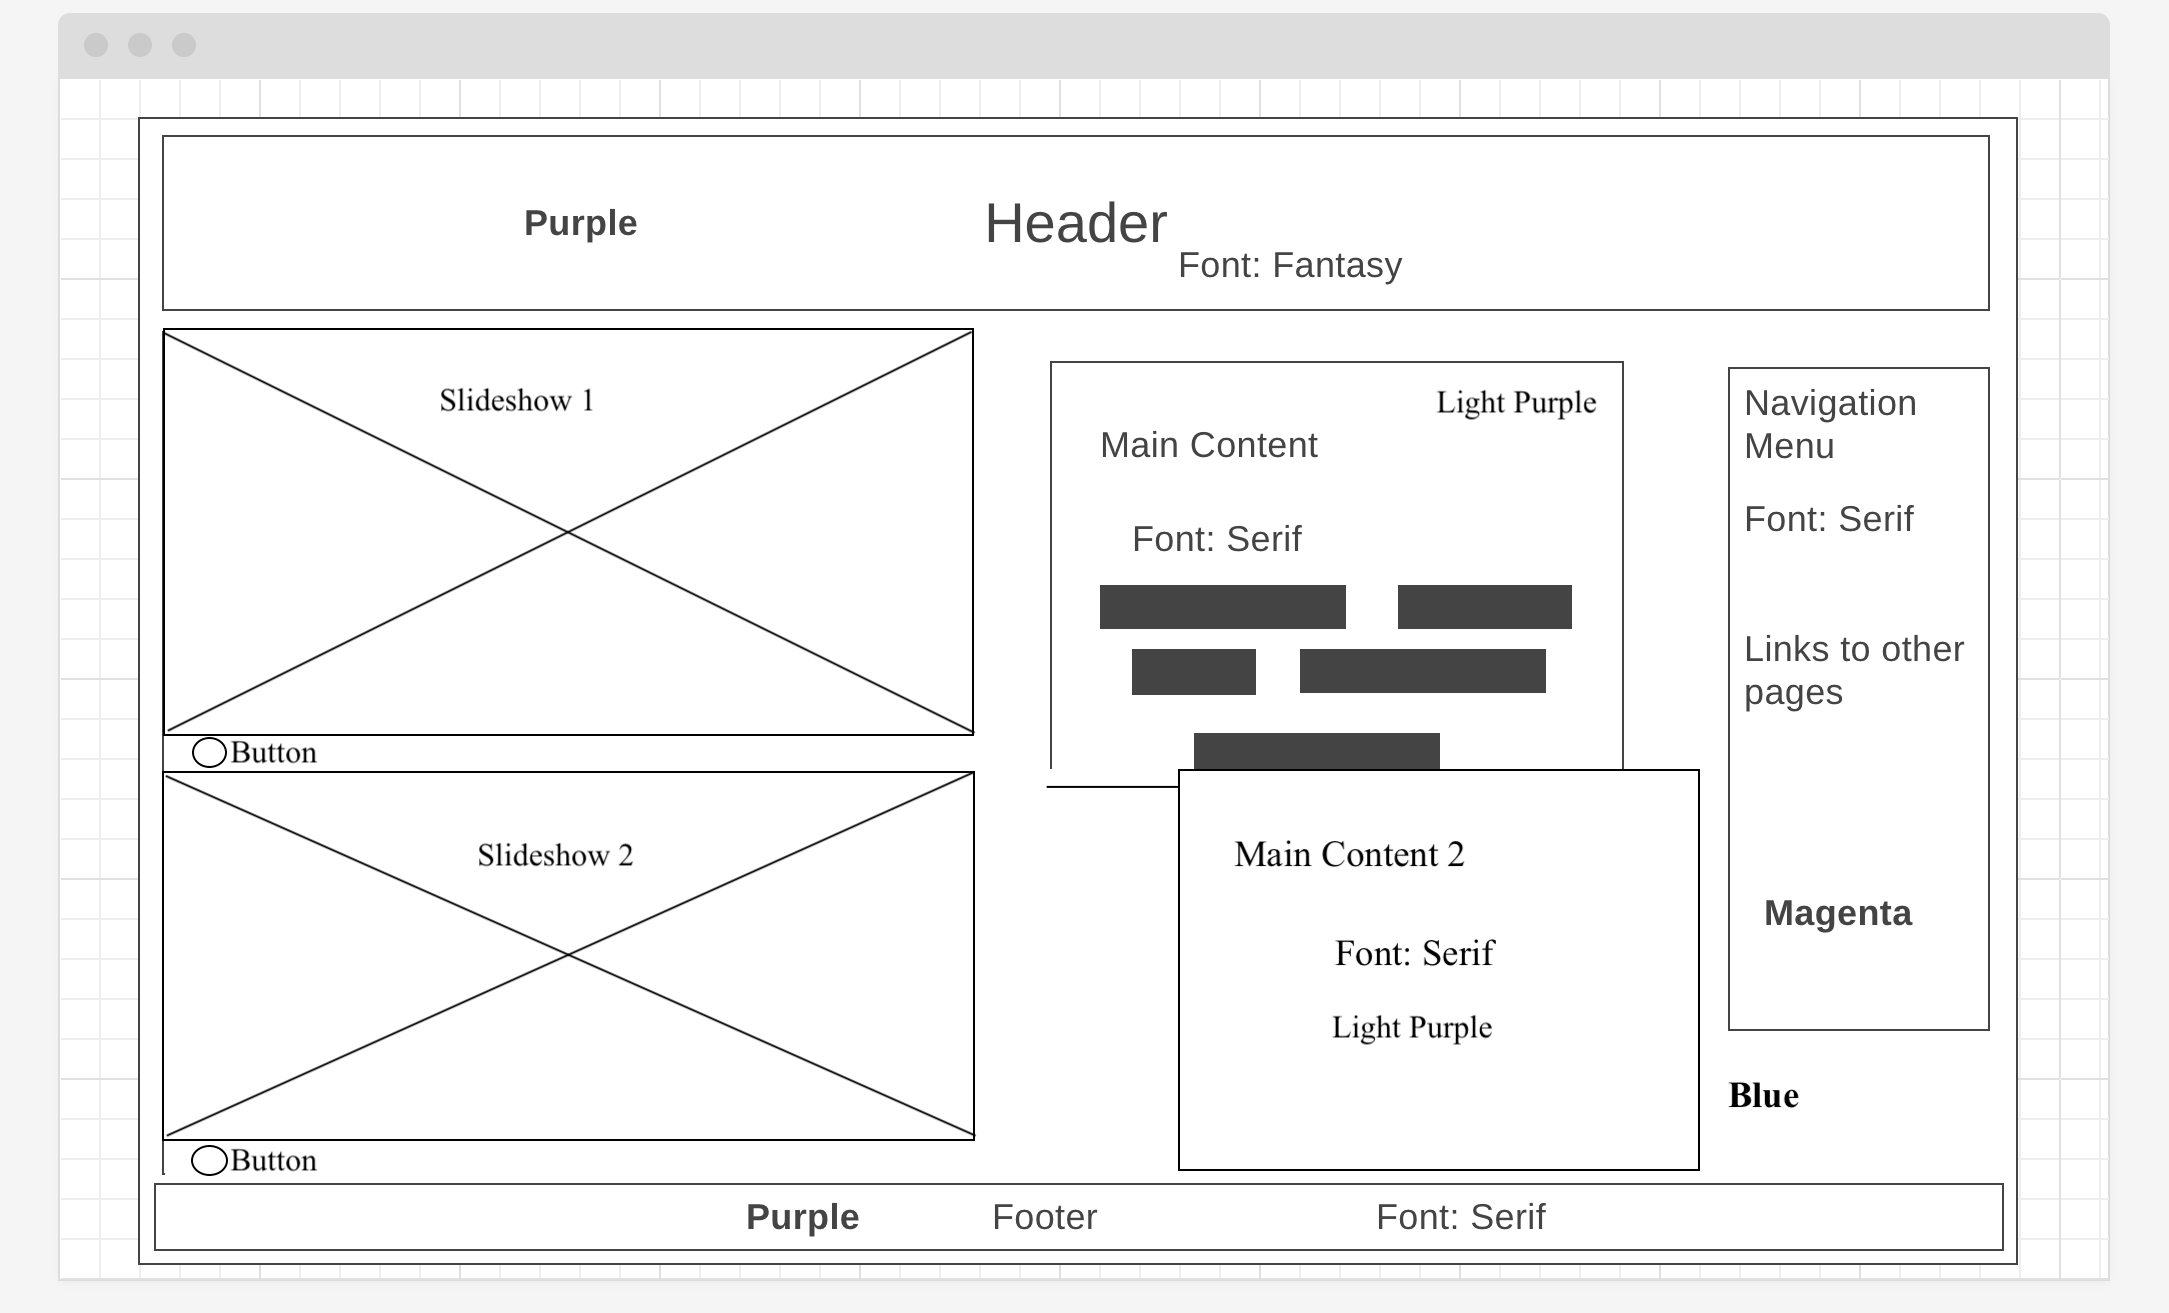 Purple
Header
Font: Fantasy
Slideshow 1
Button
Slideshow 2
Button
Light Purple
Main Content
Font: Serif
Main Content 2
Font: Serif
Light Purple
Navigation
Menu
Font: Serif
Links to other
pages
Magenta
Blue
Purple
Footer
Font: Serif